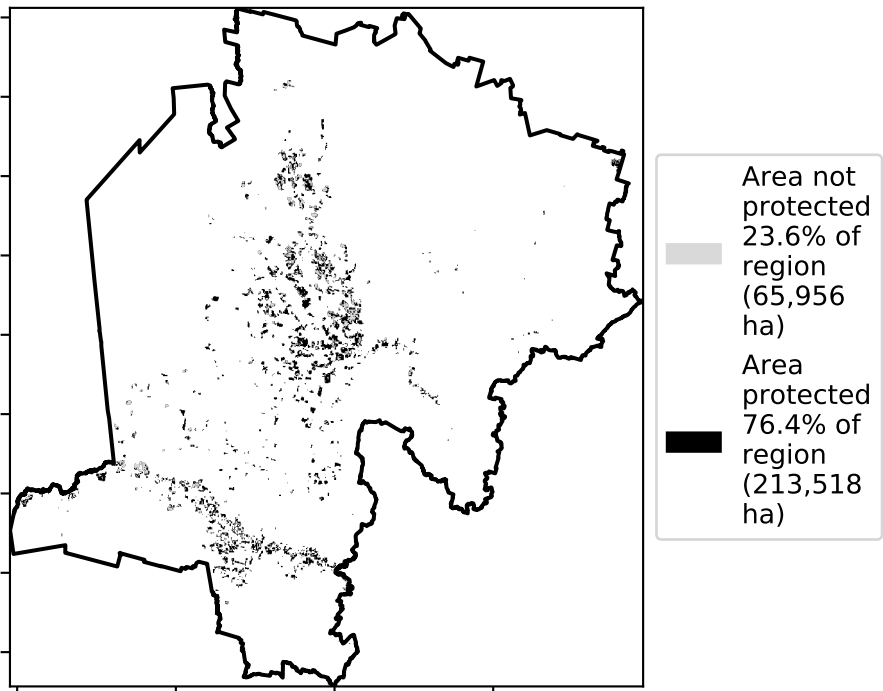 Area not
protected
23.6% of
region
(65,956
ha)
Area
protected
76.4% of
region
(213,518
ha)